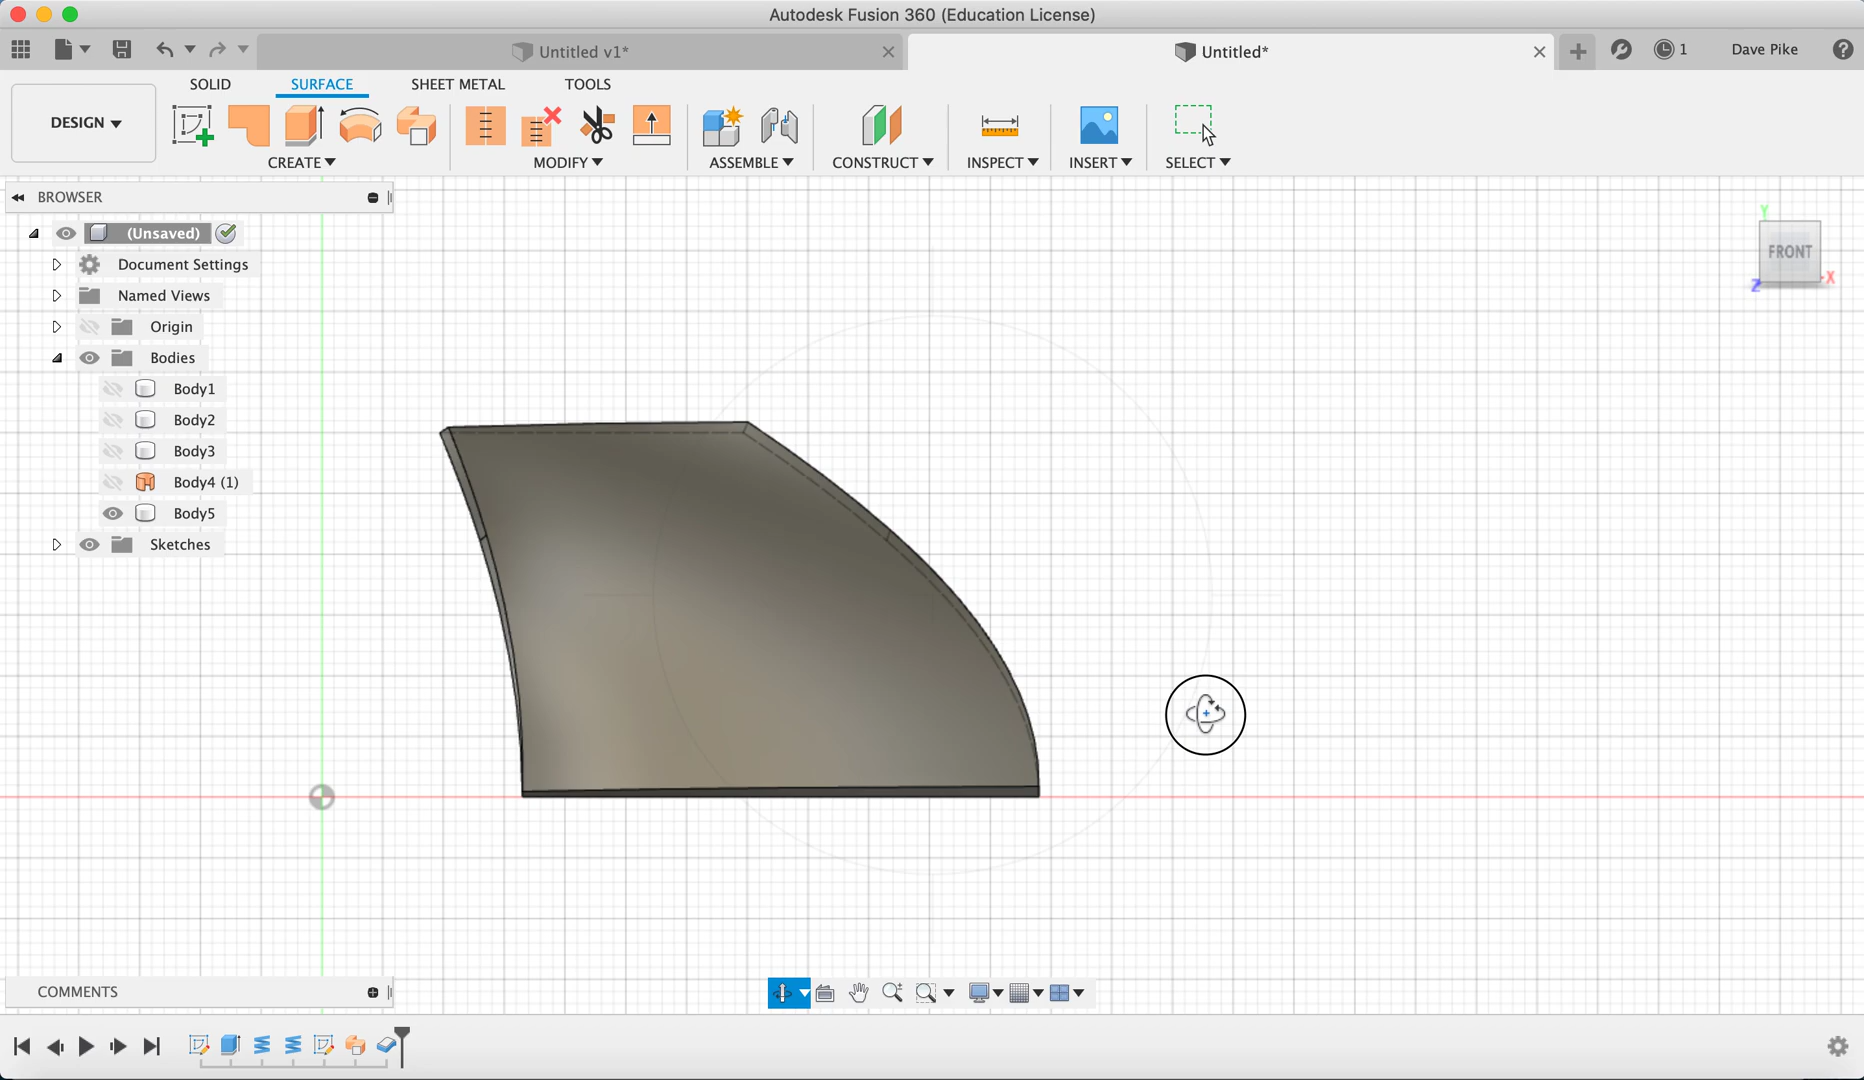 Autodesk Fusion 360 (Education License)
Untitled v1*
Untitled*
1
Dave Pike
SOLID
SURFACE
SHEET METAL
TOOLS
DESIGN
CREATE
MODIFY
ASSEMBLE
CONSTRUCT
INSPECT
INSERT
SELECT
BROWSER
(Unsaved)
Document Settings
Named Views
Origin
Bodies
Body1
Body2
Body3
Body4 (1)
Body5
Sketches
Y
FRONT
X
Z
COMMENTS